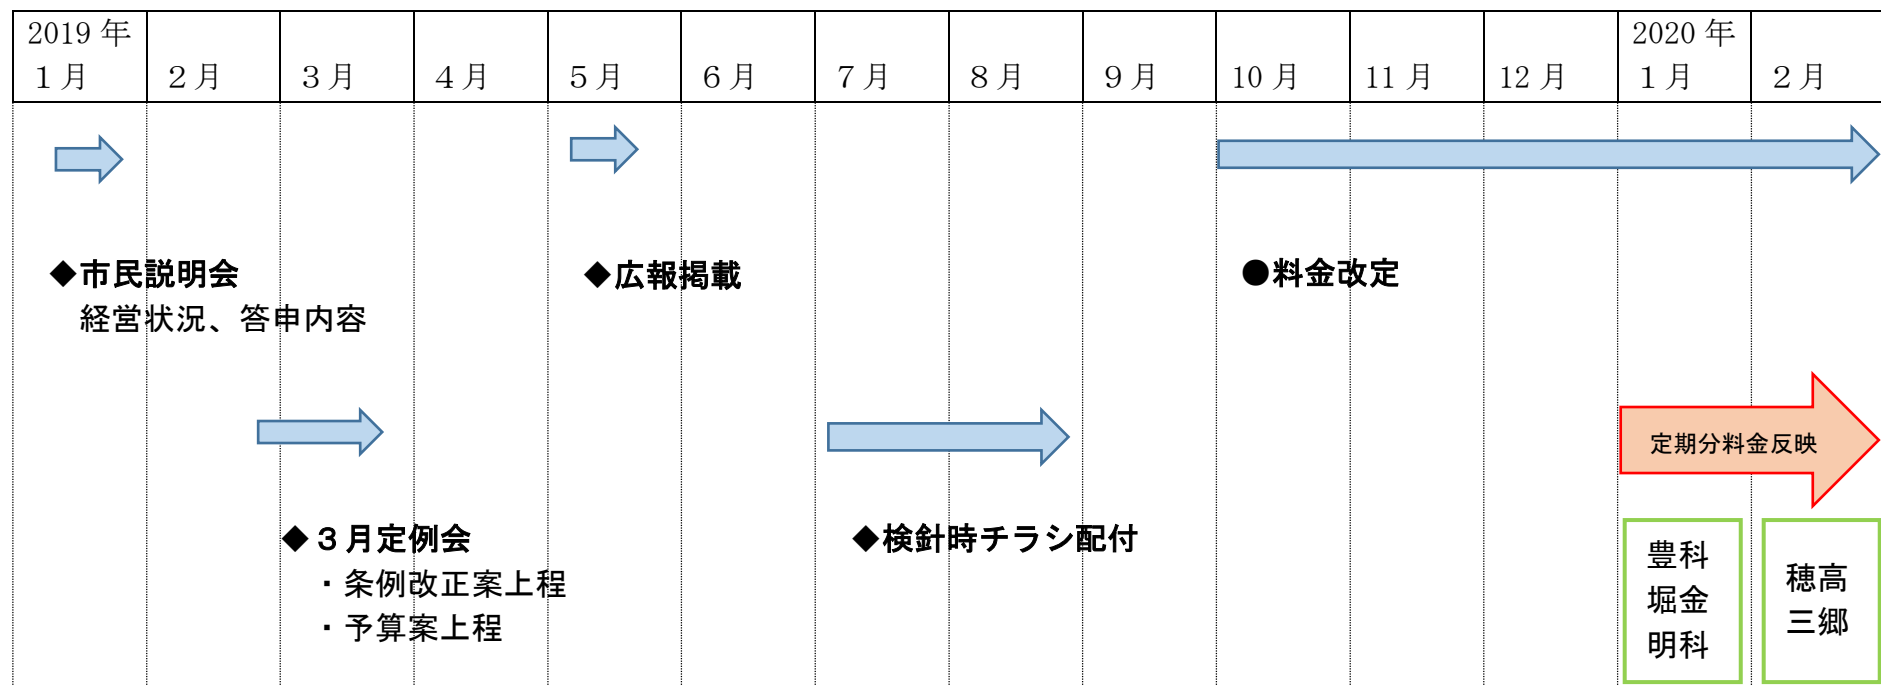 2019 年
１月
２月
３月
４月
５月
６月
７月
８月
９月
10 月
11 月
12 月
2020 年
１月
２月
◆市民説明会
経営状況、答申内容
◆広報掲載
●料金改定
定期分料金反映
◆３月定例会
・条例改正案上程
・予算案上程
◆検針時チラシ配付
豊科
堀金
明科
穂高
三郷